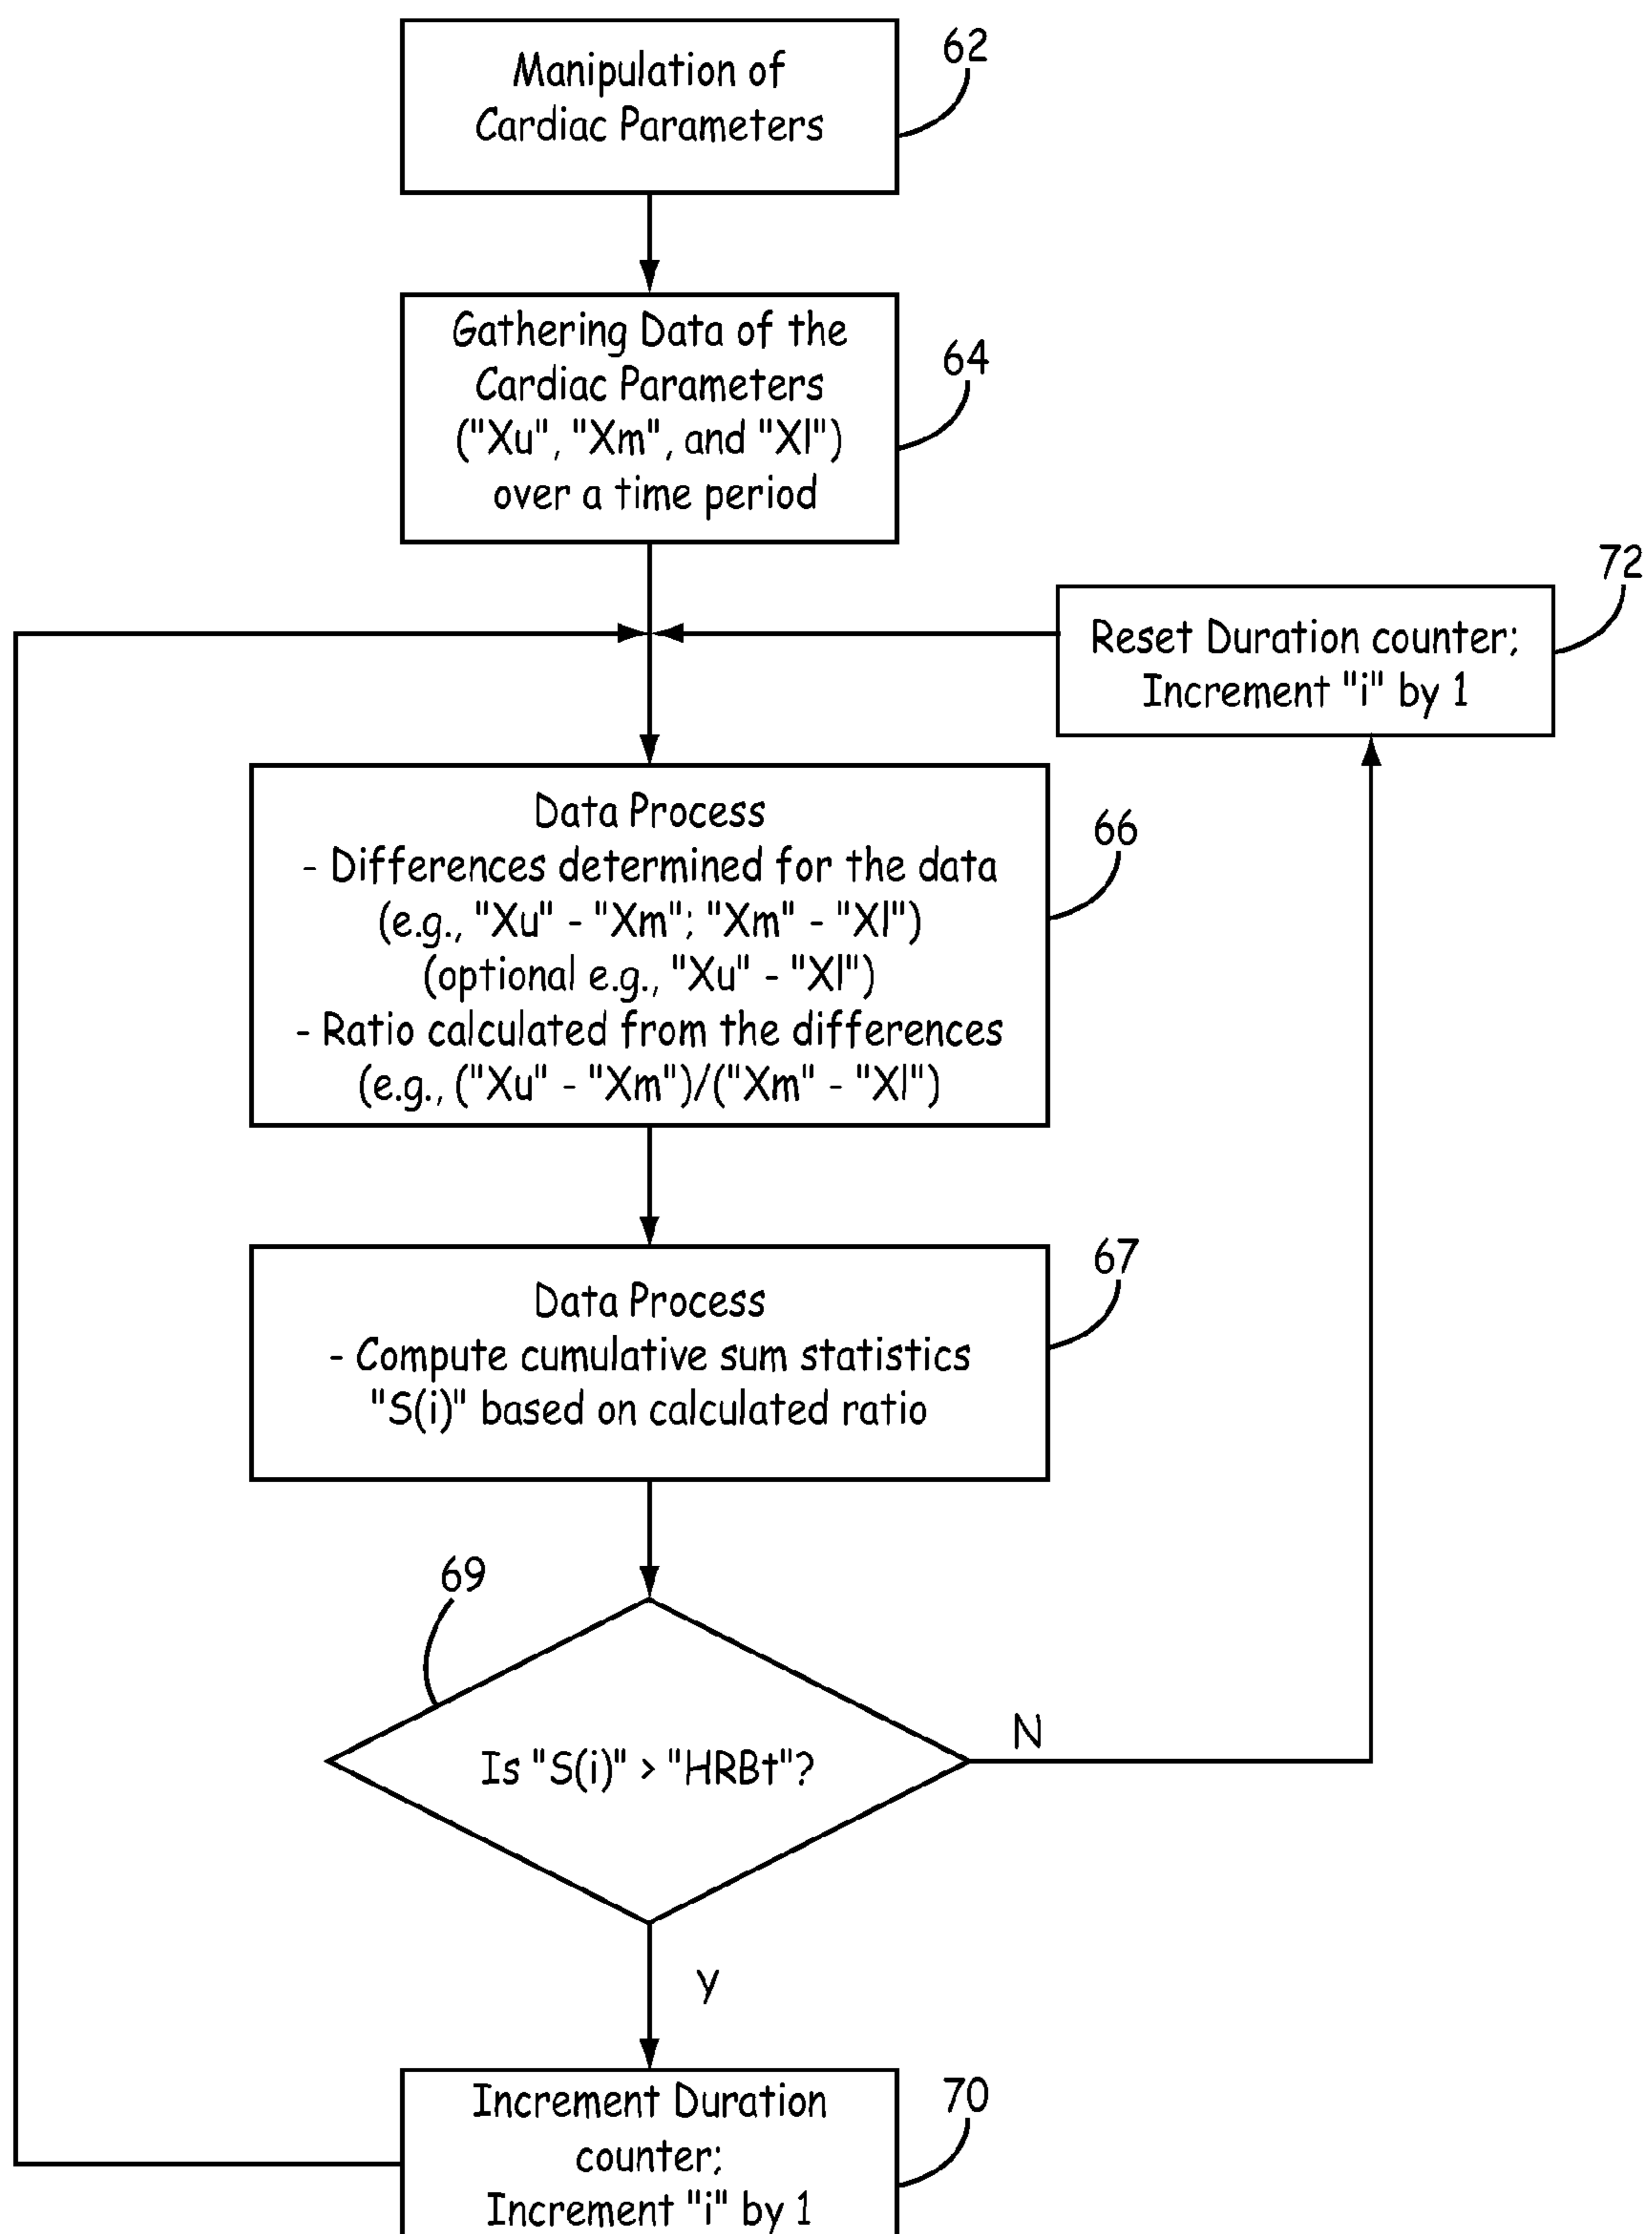 Manipulation of
Cardiac Parameters
62
Gathering Data of the
Cardiac Parameters
("Xu", "Xm", and "Xl")
over a time period
64
72
Reset Duration counter;
Increment "i" by 1
Data Process
- Differences determined for the data
(e.g., "Xu" - "Xm"; "Xm" - "Xl")
(optional e.g., "Xu" - "Xl")
- Ratio calculated from the differences
(e.g., ("Xu" - "Xm")/("Xm" - "Xl")
66
Data Process
- Compute cumulative sum statistics
"S(i)" based on calculated ratio
67
69
Is "S(i)" > "HRBt"?
N
y
Increment Duration
counter;
Increment "i" by 1
70